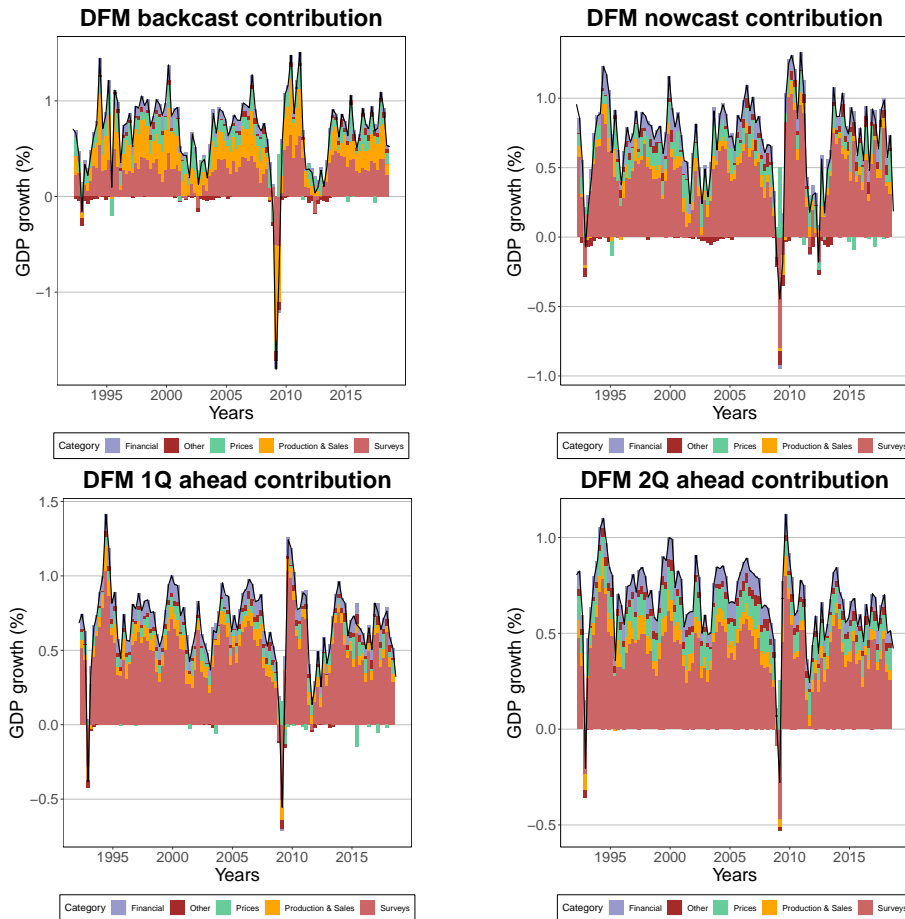 DFM backcast contribution
GDP growth (%)
1
0
−1
1995 2000 2005 2010 2015
Years
Category Financial Other Prices Production & Sales Surveys
DFM nowcast contribution
GDP growth (%)
1.0
0.5
0.0
−0.5
−1.0
1995 2000 2005 2010 2015
Years
Category Financial Other Prices Production & Sales Surveys
DFM 1Q ahead contribution
GDP growth (%)
1.5
1.0
0.5
0.0
−0.5
1995 2000 2005 2010 2015
Years
Category Financial Other Prices Production & Sales Surveys
DFM 2Q ahead contribution
GDP growth (%)
1.0
0.5
0.0
−0.5
1995 2000 2005 2010 2015
Years
Category Financial Other Prices Production & Sales Surveys